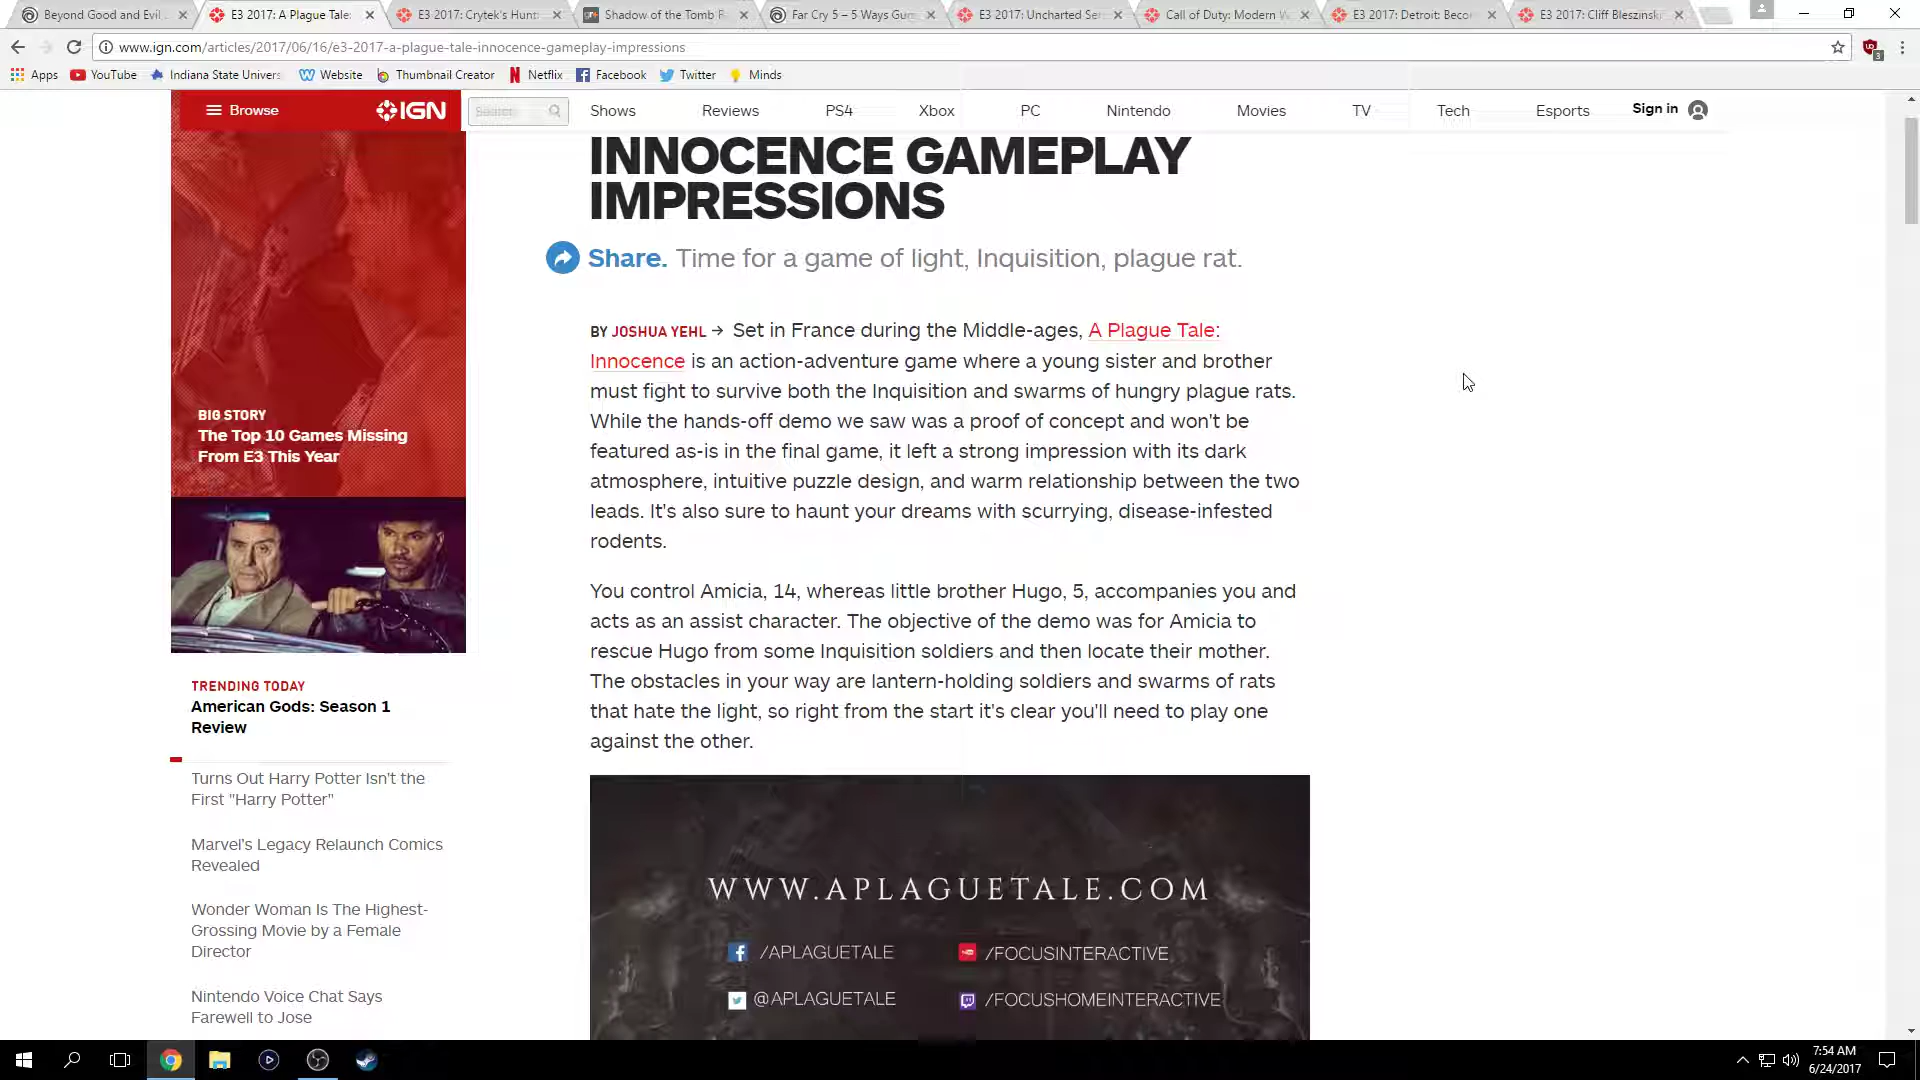 Beyond Good and Evil
E3 2017: A Plague Tale:
E3 2017: Crytek's Hunt:
Shadow of the Tomb R
Far Cry 5 – 5 Ways Gun
E3 2017: Uncharted Ser
Call of Duty: Modern W
E3 2017: Detroit: Beco
E3 2017: Cliff Bleszinski
www.ign.com/articles/2017/06/16/e3-2017-a-plague-tale-innocence-gameplay-impressions
3
Apps YouTube Indiana State Univers Website Thumbnail Creator Netflix Facebook Twitter Minds
Browse IGN Search Shows Reviews PS4 Xbox PC Nintendo Movies TV Tech Esports Sign in
INNOCENCE GAMEPLAY
IMPRESSIONS
Share. Time for a game of light, Inquisition, plague rat.
BY JOSHUA YEHL → Set in France during the Middle-ages, A Plague Tale:
Innocence is an action-adventure game where a young sister and brother
must fight to survive both the Inquisition and swarms of hungry plague rats.
While the hands-off demo we saw was a proof of concept and won't be
featured as-is in the final game, it left a strong impression with its dark
atmosphere, intuitive puzzle design, and warm relationship between the two
leads. It's also sure to haunt your dreams with scurrying, disease-infested
rodents.
You control Amicia, 14, whereas little brother Hugo, 5, accompanies you and
acts as an assist character. The objective of the demo was for Amicia to
rescue Hugo from some Inquisition soldiers and then locate their mother.
The obstacles in your way are lantern-holding soldiers and swarms of rats
that hate the light, so right from the start it's clear you'll need to play one
against the other.
WWW.APLAGUETALE.COM
/APLAGUETALE
/FOCUSINTERACTIVE
@APLAGUETALE
/FOCUSHOMEINTERACTIVE
BIG STORY
The Top 10 Games Missing
From E3 This Year
TRENDING TODAY
American Gods: Season 1
Review
Turns Out Harry Potter Isn't the
First "Harry Potter"
Marvel's Legacy Relaunch Comics
Revealed
Wonder Woman Is The Highest-
Grossing Movie by a Female
Director
Nintendo Voice Chat Says
Farewell to Jose
7:54 AM
6/24/2017